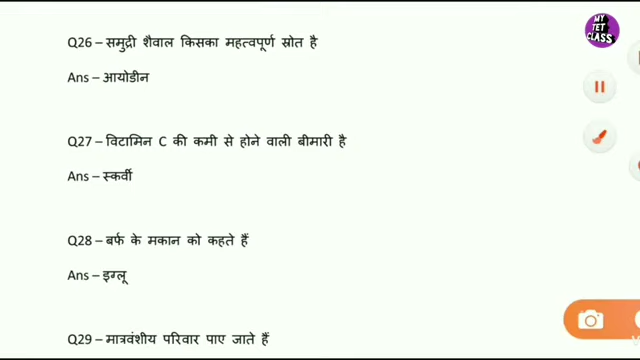 MY
TET
CLASS
Q26 – समुद्री शैवाल किसका महत्वपूर्ण स्रोत है
Ans – आयोडीन
Q27 – विटामिन C की कमी से होने वाली बीमारी है
Ans – स्कर्वी
Q28 – बर्फ के मकान को कहते हैं
Ans – इग्लू
Q29 – मात्रवंशीय परिवार पाए जाते हैं